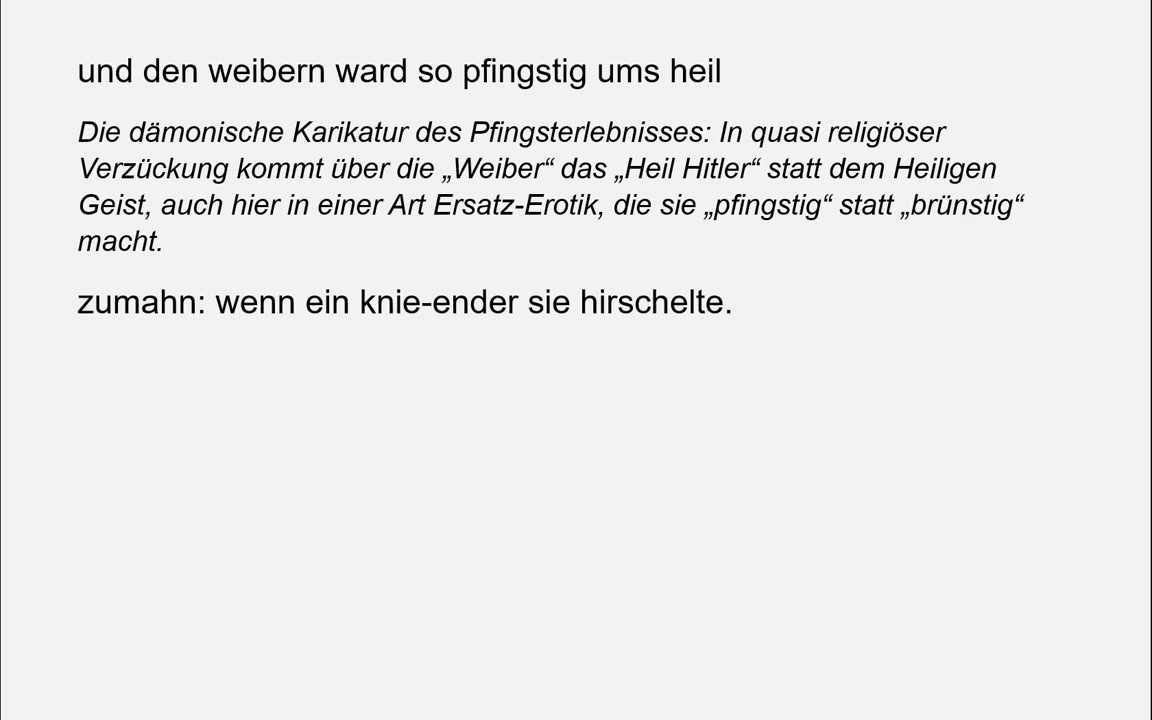 und den weibern ward so pfingstig ums heil
Die dämonische Karikatur des Pfingsterlebnisses: In quasi religiöser
Verzückung kommt über die „Weiber“ das „Heil Hitler“ statt dem Heiligen
Geist, auch hier in einer Art Ersatz-Erotik, die sie „pfingstig“ statt „brünstig“
macht.
zumahn: wenn ein knie-ender sie hirschelte.